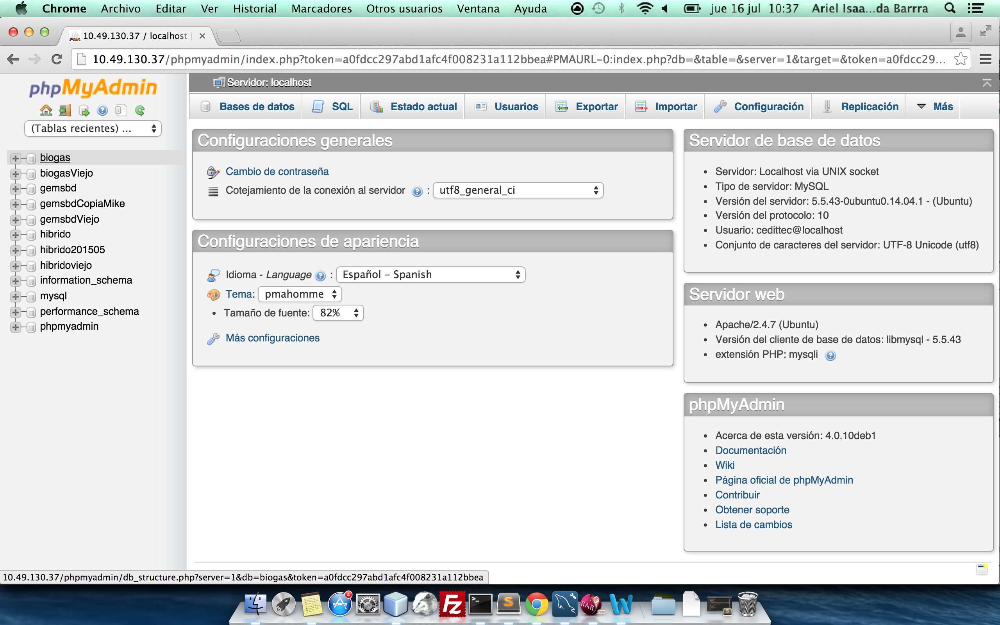 Chrome Archivo Editar Ver Historial Marcadores Otros usuarios Ventana Ayuda jue 16 jul 10:37 Ariel Isaa...da Barrra
10.49.130.37 / localhost
10.49.130.37/phpmyadmin/index.php?token=a0fdcc297abd1afc4f008231a112bbea#PMAURL-0:index.php?db=&table=&server=1&target=&token=a0fdcc29...
phpMyAdmin
(Tablas recientes) ...
biogas
biogasViejo
gemsbd
gemsbdCopiaMike
gemsbdViejo
hibrido
hibrido201505
hibridoviejo
information_schema
mysql
performance_schema
phpmyadmin
Servidor: localhost
Bases de datos SQL Estado actual Usuarios Exportar Importar Configuración Replicación Más
Configuraciones generales
Cambio de contraseña
Cotejamiento de la conexión al servidor : utf8_general_ci
Configuraciones de apariencia
Idioma - Language : Español - Spanish
Tema: pmahomme
• Tamaño de fuente: 82%
Más configuraciones
Servidor de base de datos
• Servidor: Localhost via UNIX socket
• Tipo de servidor: MySQL
• Versión del servidor: 5.5.43-0ubuntu0.14.04.1 - (Ubuntu)
• Versión del protocolo: 10
• Usuario: cedittec@localhost
• Conjunto de caracteres del servidor: UTF-8 Unicode (utf8)
Servidor web
• Apache/2.4.7 (Ubuntu)
• Versión del cliente de base de datos: libmysql - 5.5.43
• extensión PHP: mysqli
phpMyAdmin
• Acerca de esta versión: 4.0.10deb1
• Documentación
• Wiki
• Página oficial de phpMyAdmin
• Contribuir
• Obtener soporte
• Lista de cambios
10.49.130.37/phpmyadmin/db_structure.php?server=1&db=biogas&token=a0fdcc297abd1afc4f008231a112bbea
4
Fz
S
RAR
Free
W
S